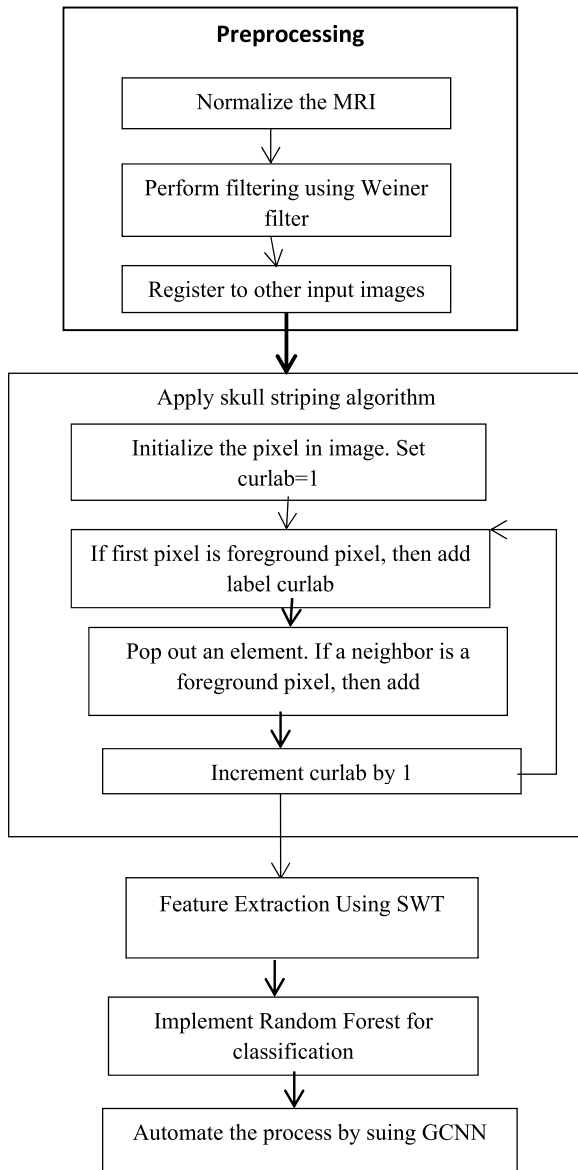 Preprocessing
Normalize the MRI
Perform filtering using Weiner
filter
Register to other input images
Apply skull striping algorithm
Initialize the pixel in image. Set
curlab=1
If first pixel is foreground pixel, then add
label curlab
Pop out an element. If a neighbor is a
foreground pixel, then add
Increment curlab by 1
Feature Extraction Using SWT
Implement Random Forest for
classification
Automate the process by suing GCNN